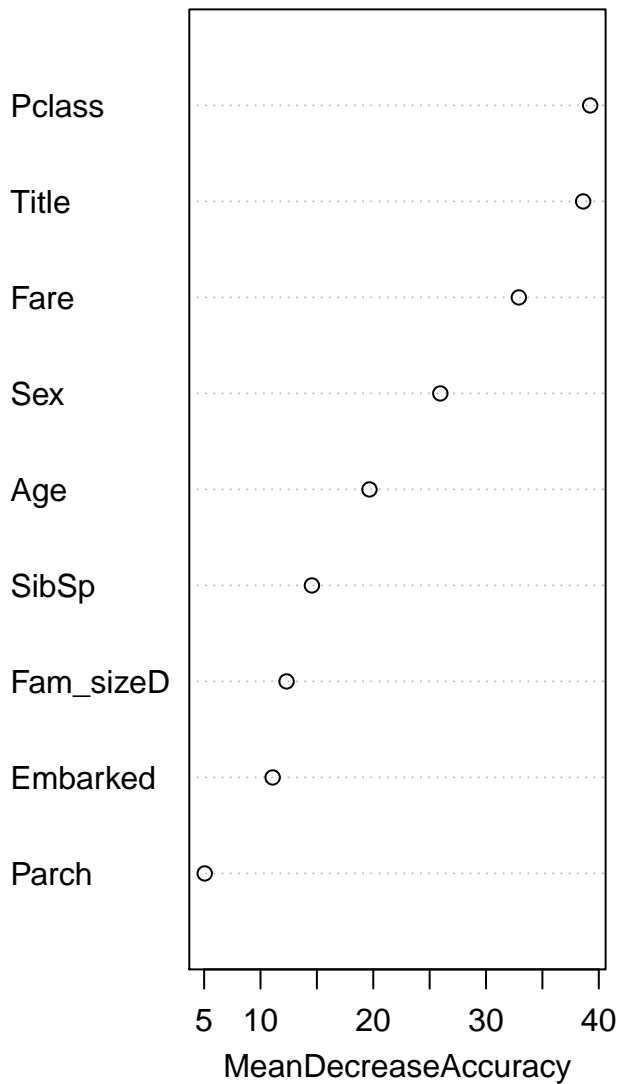 Pclass
Title
Fare
Sex
Age
SibSp
Fam_sizeD
Embarked
Parch
5 10 20 30 40
MeanDecreaseAccuracy